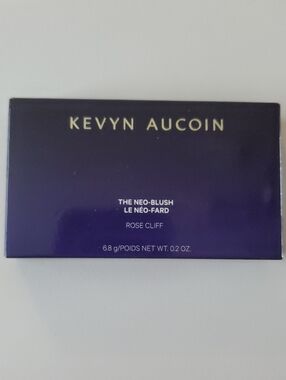 KEVYN AUCOIN
THE NEO-BLUSH
LE NÉO-FARD
ROSE CLIFF
6.8 g/POIDS NET WT. 0.2 OZ.